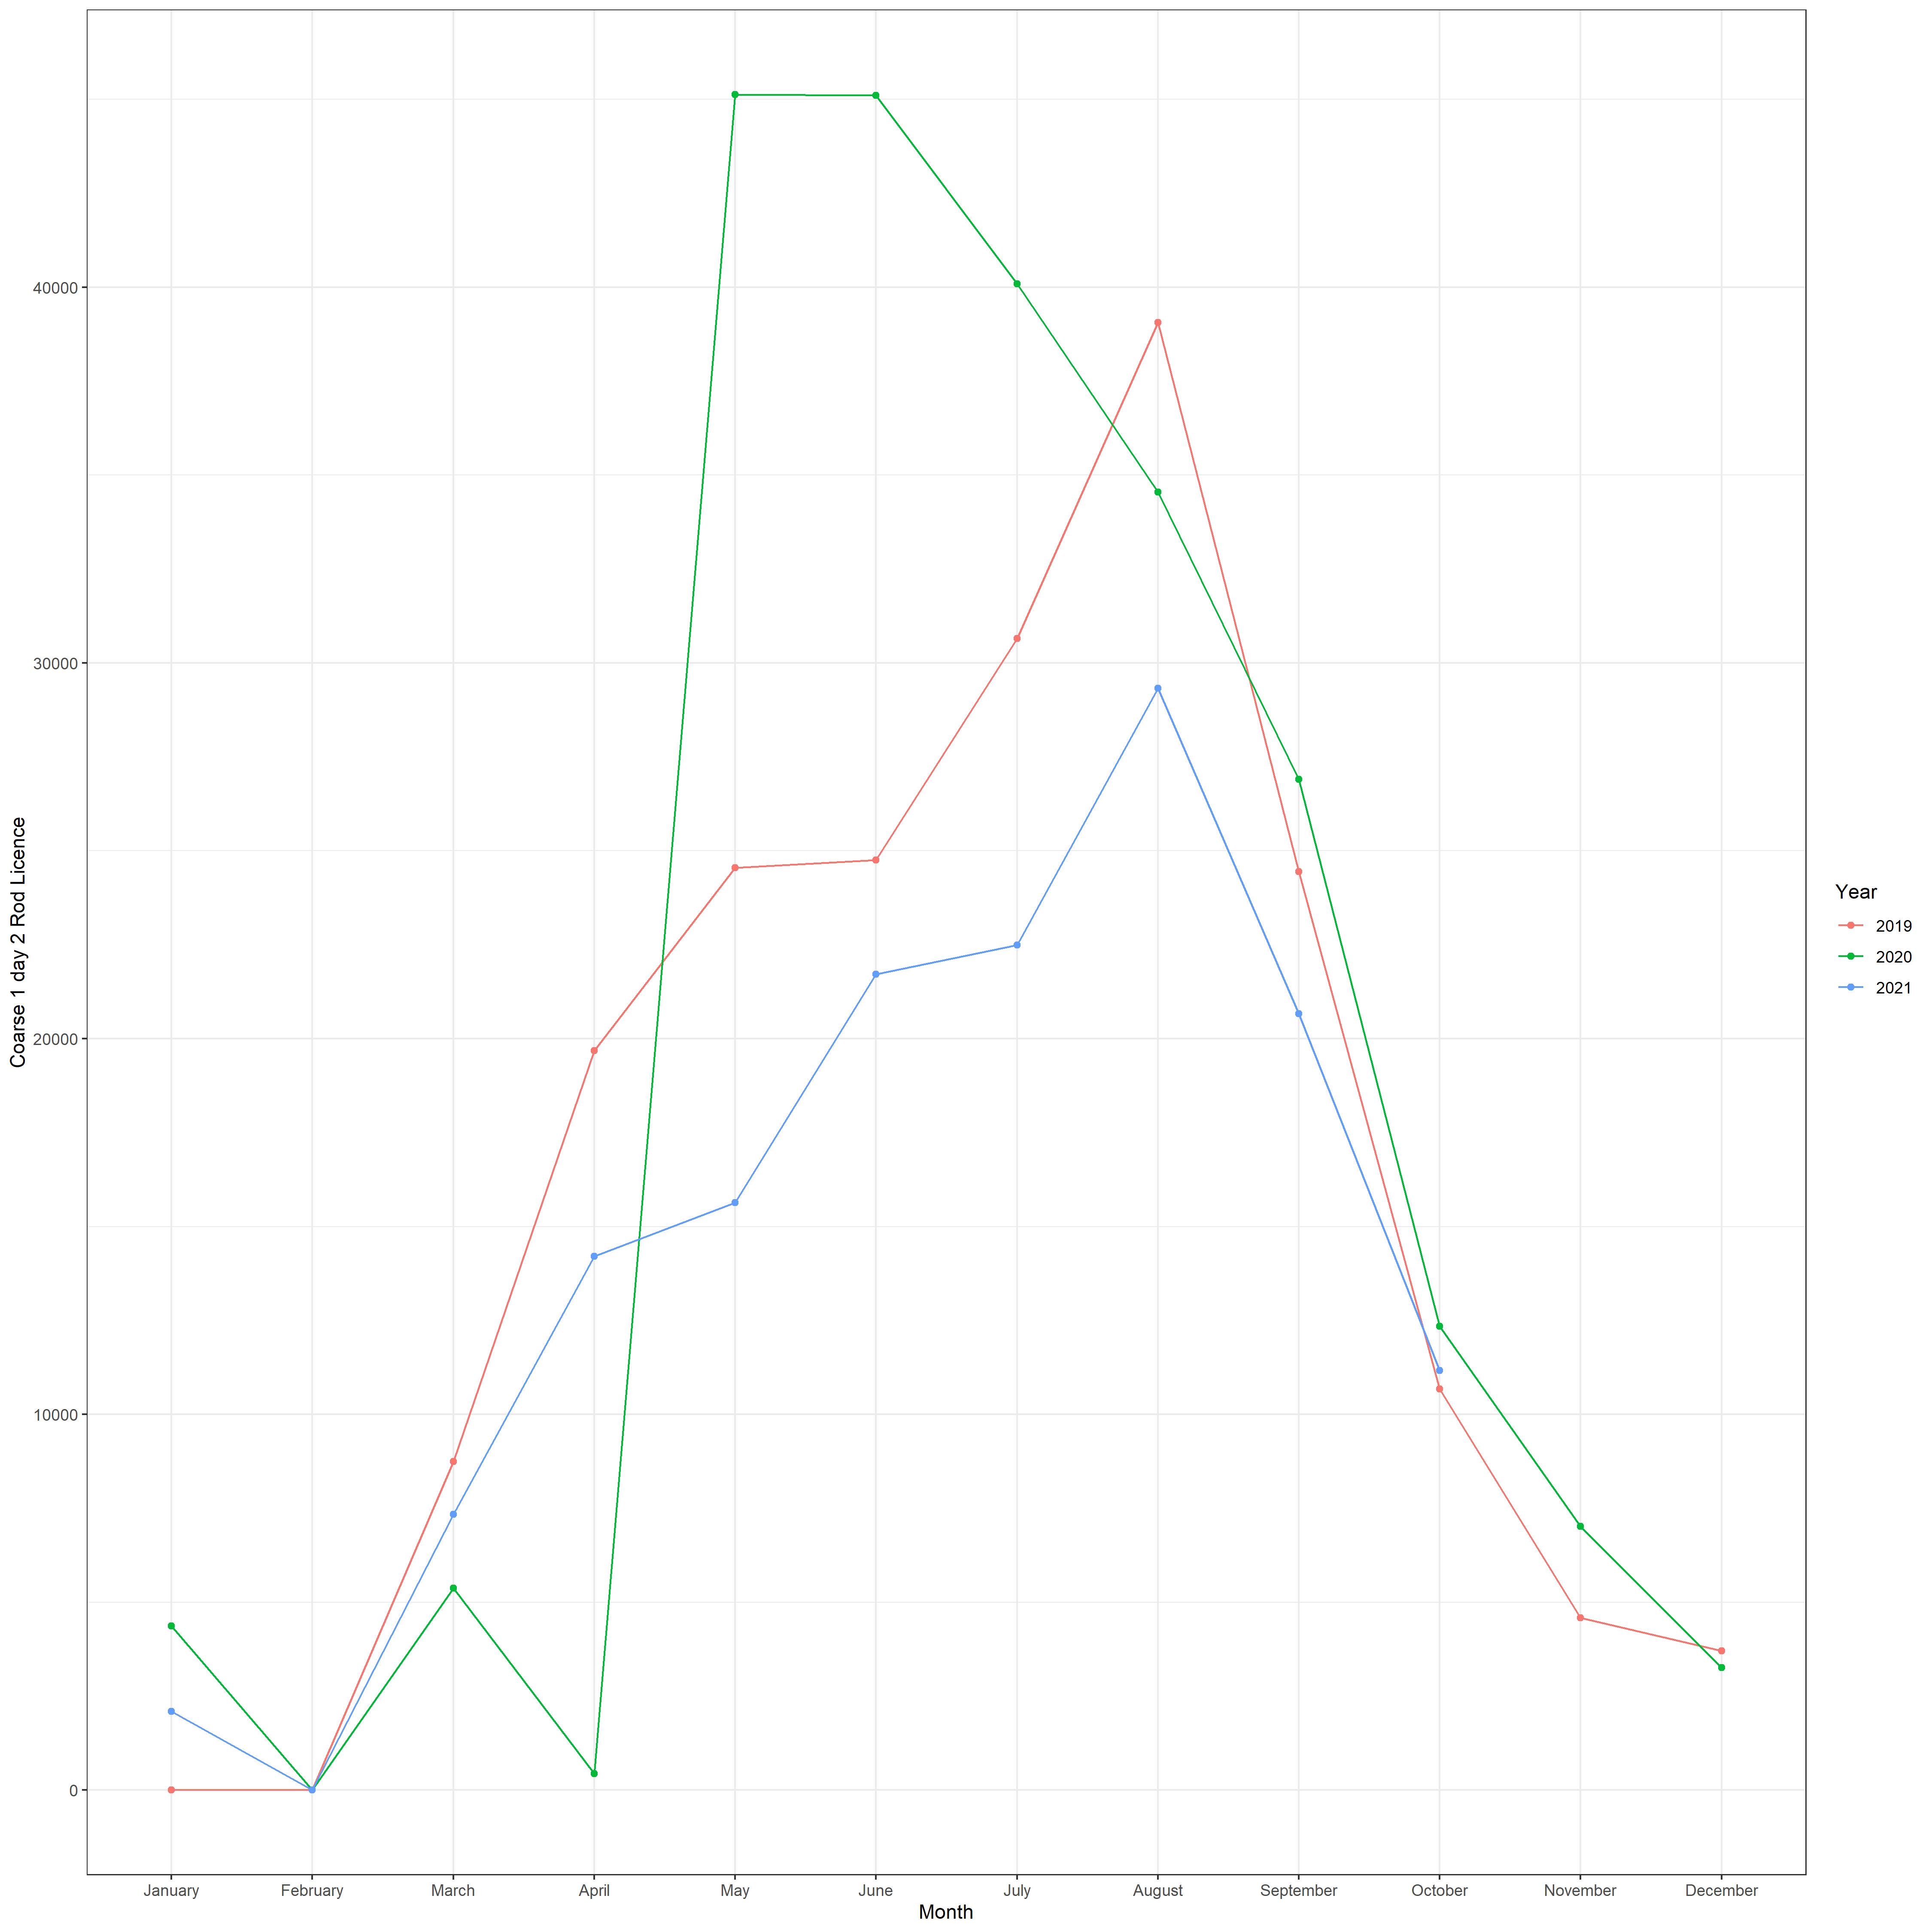 Coarse 1 day 2 Rod Licence
40000
30000
20000
10000
0
January February March April May June July August September October November December
Month
Year
2019
2020
2021